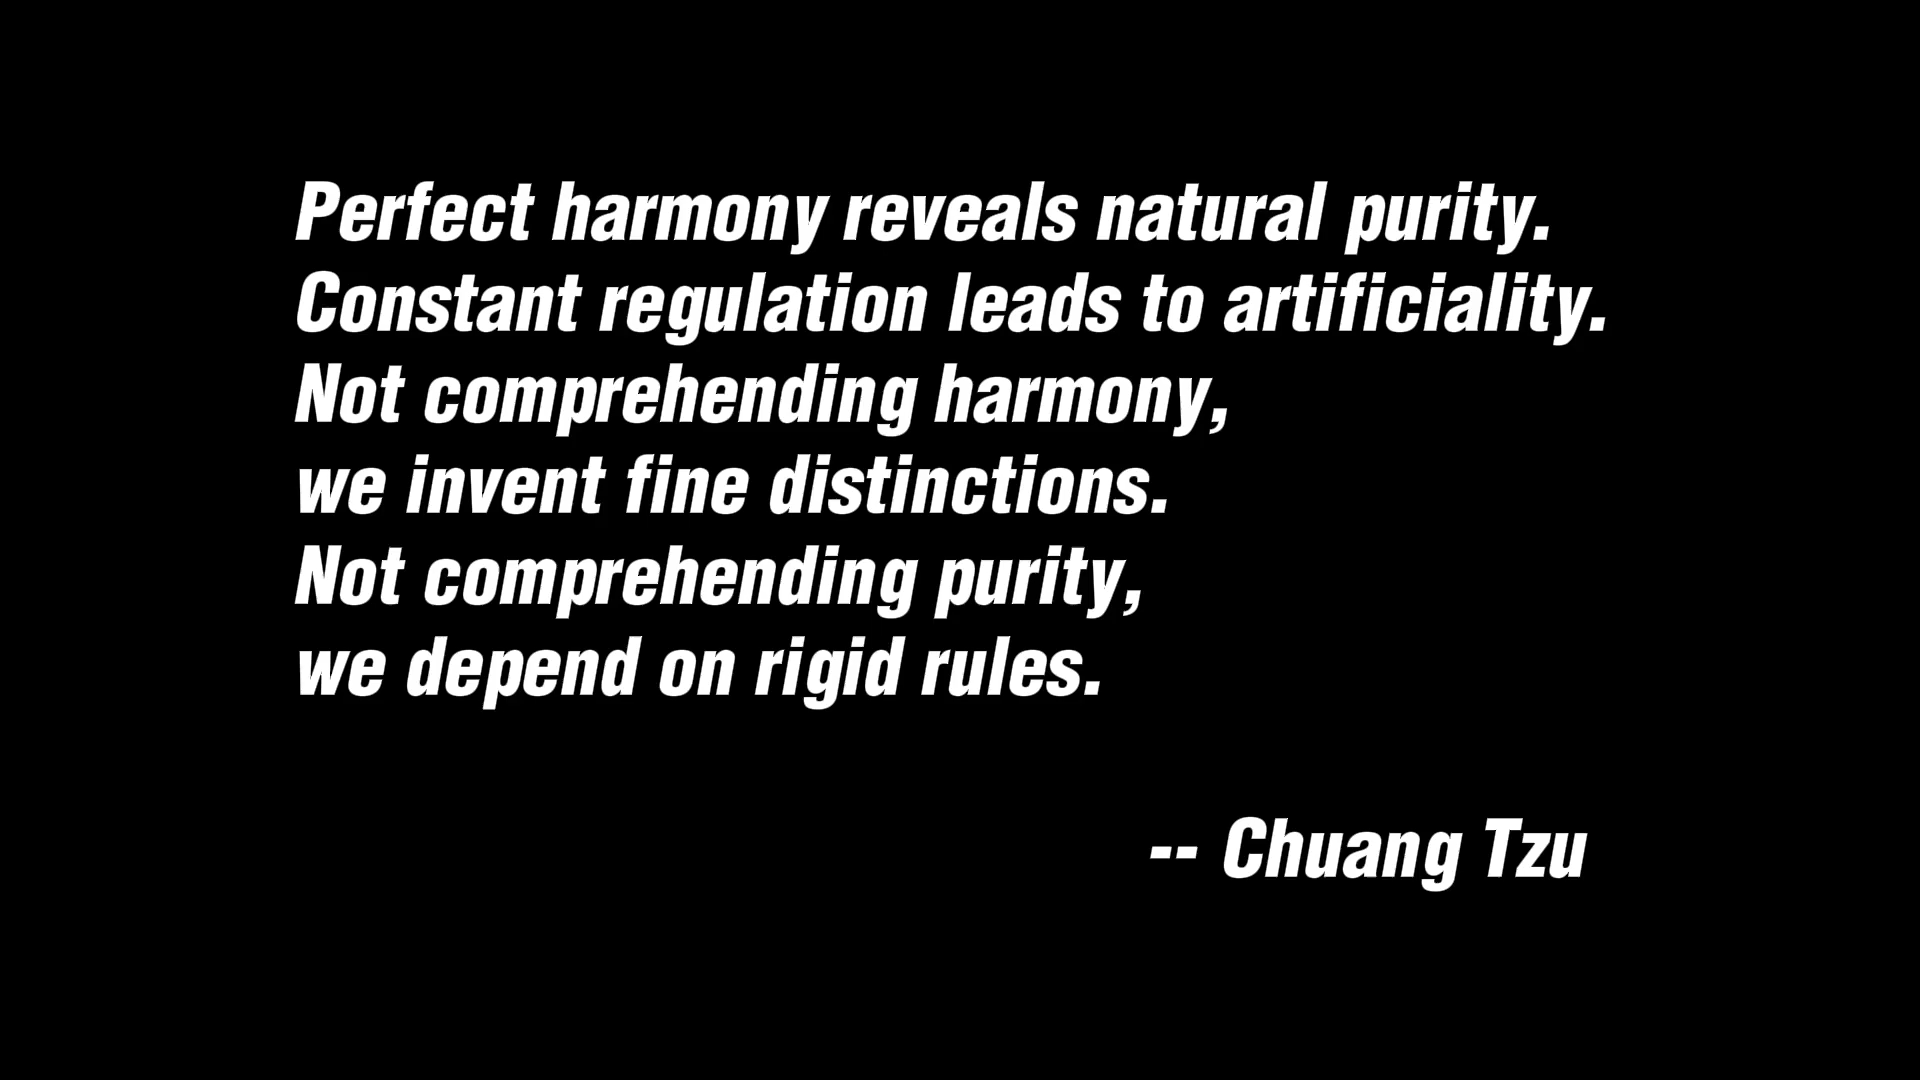 Perfect harmony reveals natural purity.
Constant regulation leads to artificiality.
Not comprehending harmony,
we invent fine distinctions.
Not comprehending purity,
we depend on rigid rules.
-- Chuang Tzu